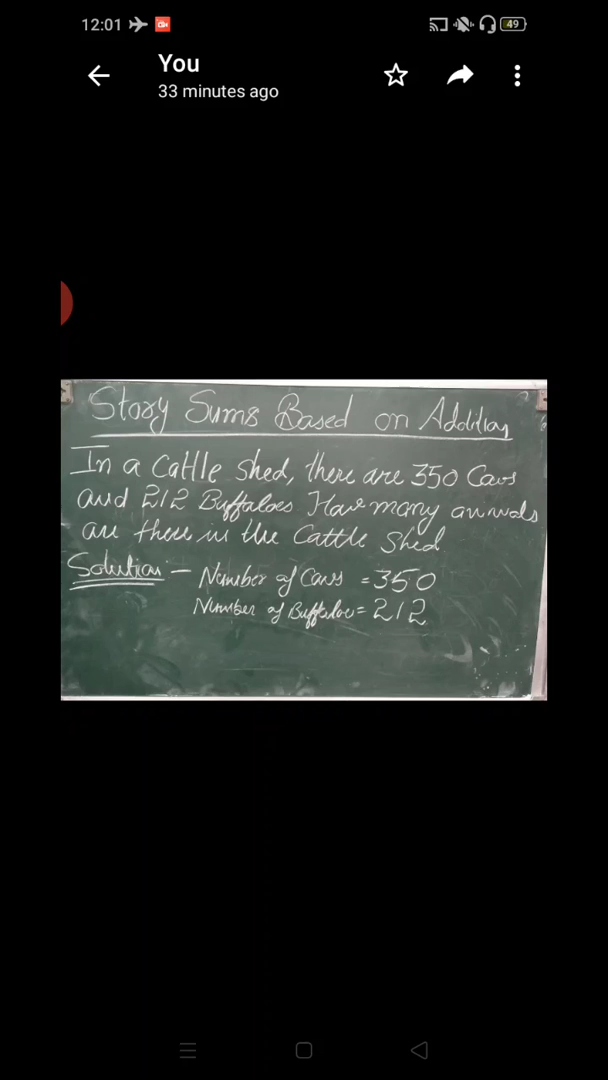 12:01
49
You
33 minutes ago
Story Sums Based on Addition
In a Cattle shed, there are 350 Cows
and 212 Buffaloes How many animals
are there in the Cattle Shed
Solution :- Number of Cows = 350
Number of Buffaloe = 212